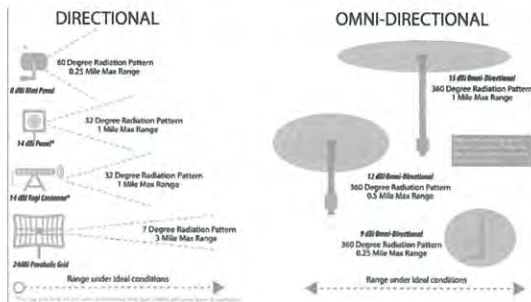 DIRECTIONAL
60 Degree Radiation Pattern
0.25 Mile Max Range
8 dBi Mini Panel
32 Degree Radiation Pattern
1 Mile Max Range
14 dBi Panel*
32 Degree Radiation Pattern
1 Mile Max Range
14 dBi Yagi Cantenna*
7 Degree Radiation Pattern
3 Mile Max Range
24dBi Parabolic Grid
Range under ideal conditions
OMNI-DIRECTIONAL
15 dBi Omni-Directional
360 Degree Radiation Pattern
1 Mile Max Range
12 dBi Omni-Directional
360 Degree Radiation Pattern
0.5 Mile Max Range
9 dBi Omni-Directional
360 Degree Radiation Pattern
0.25 Mile Max Range
Range under ideal conditions